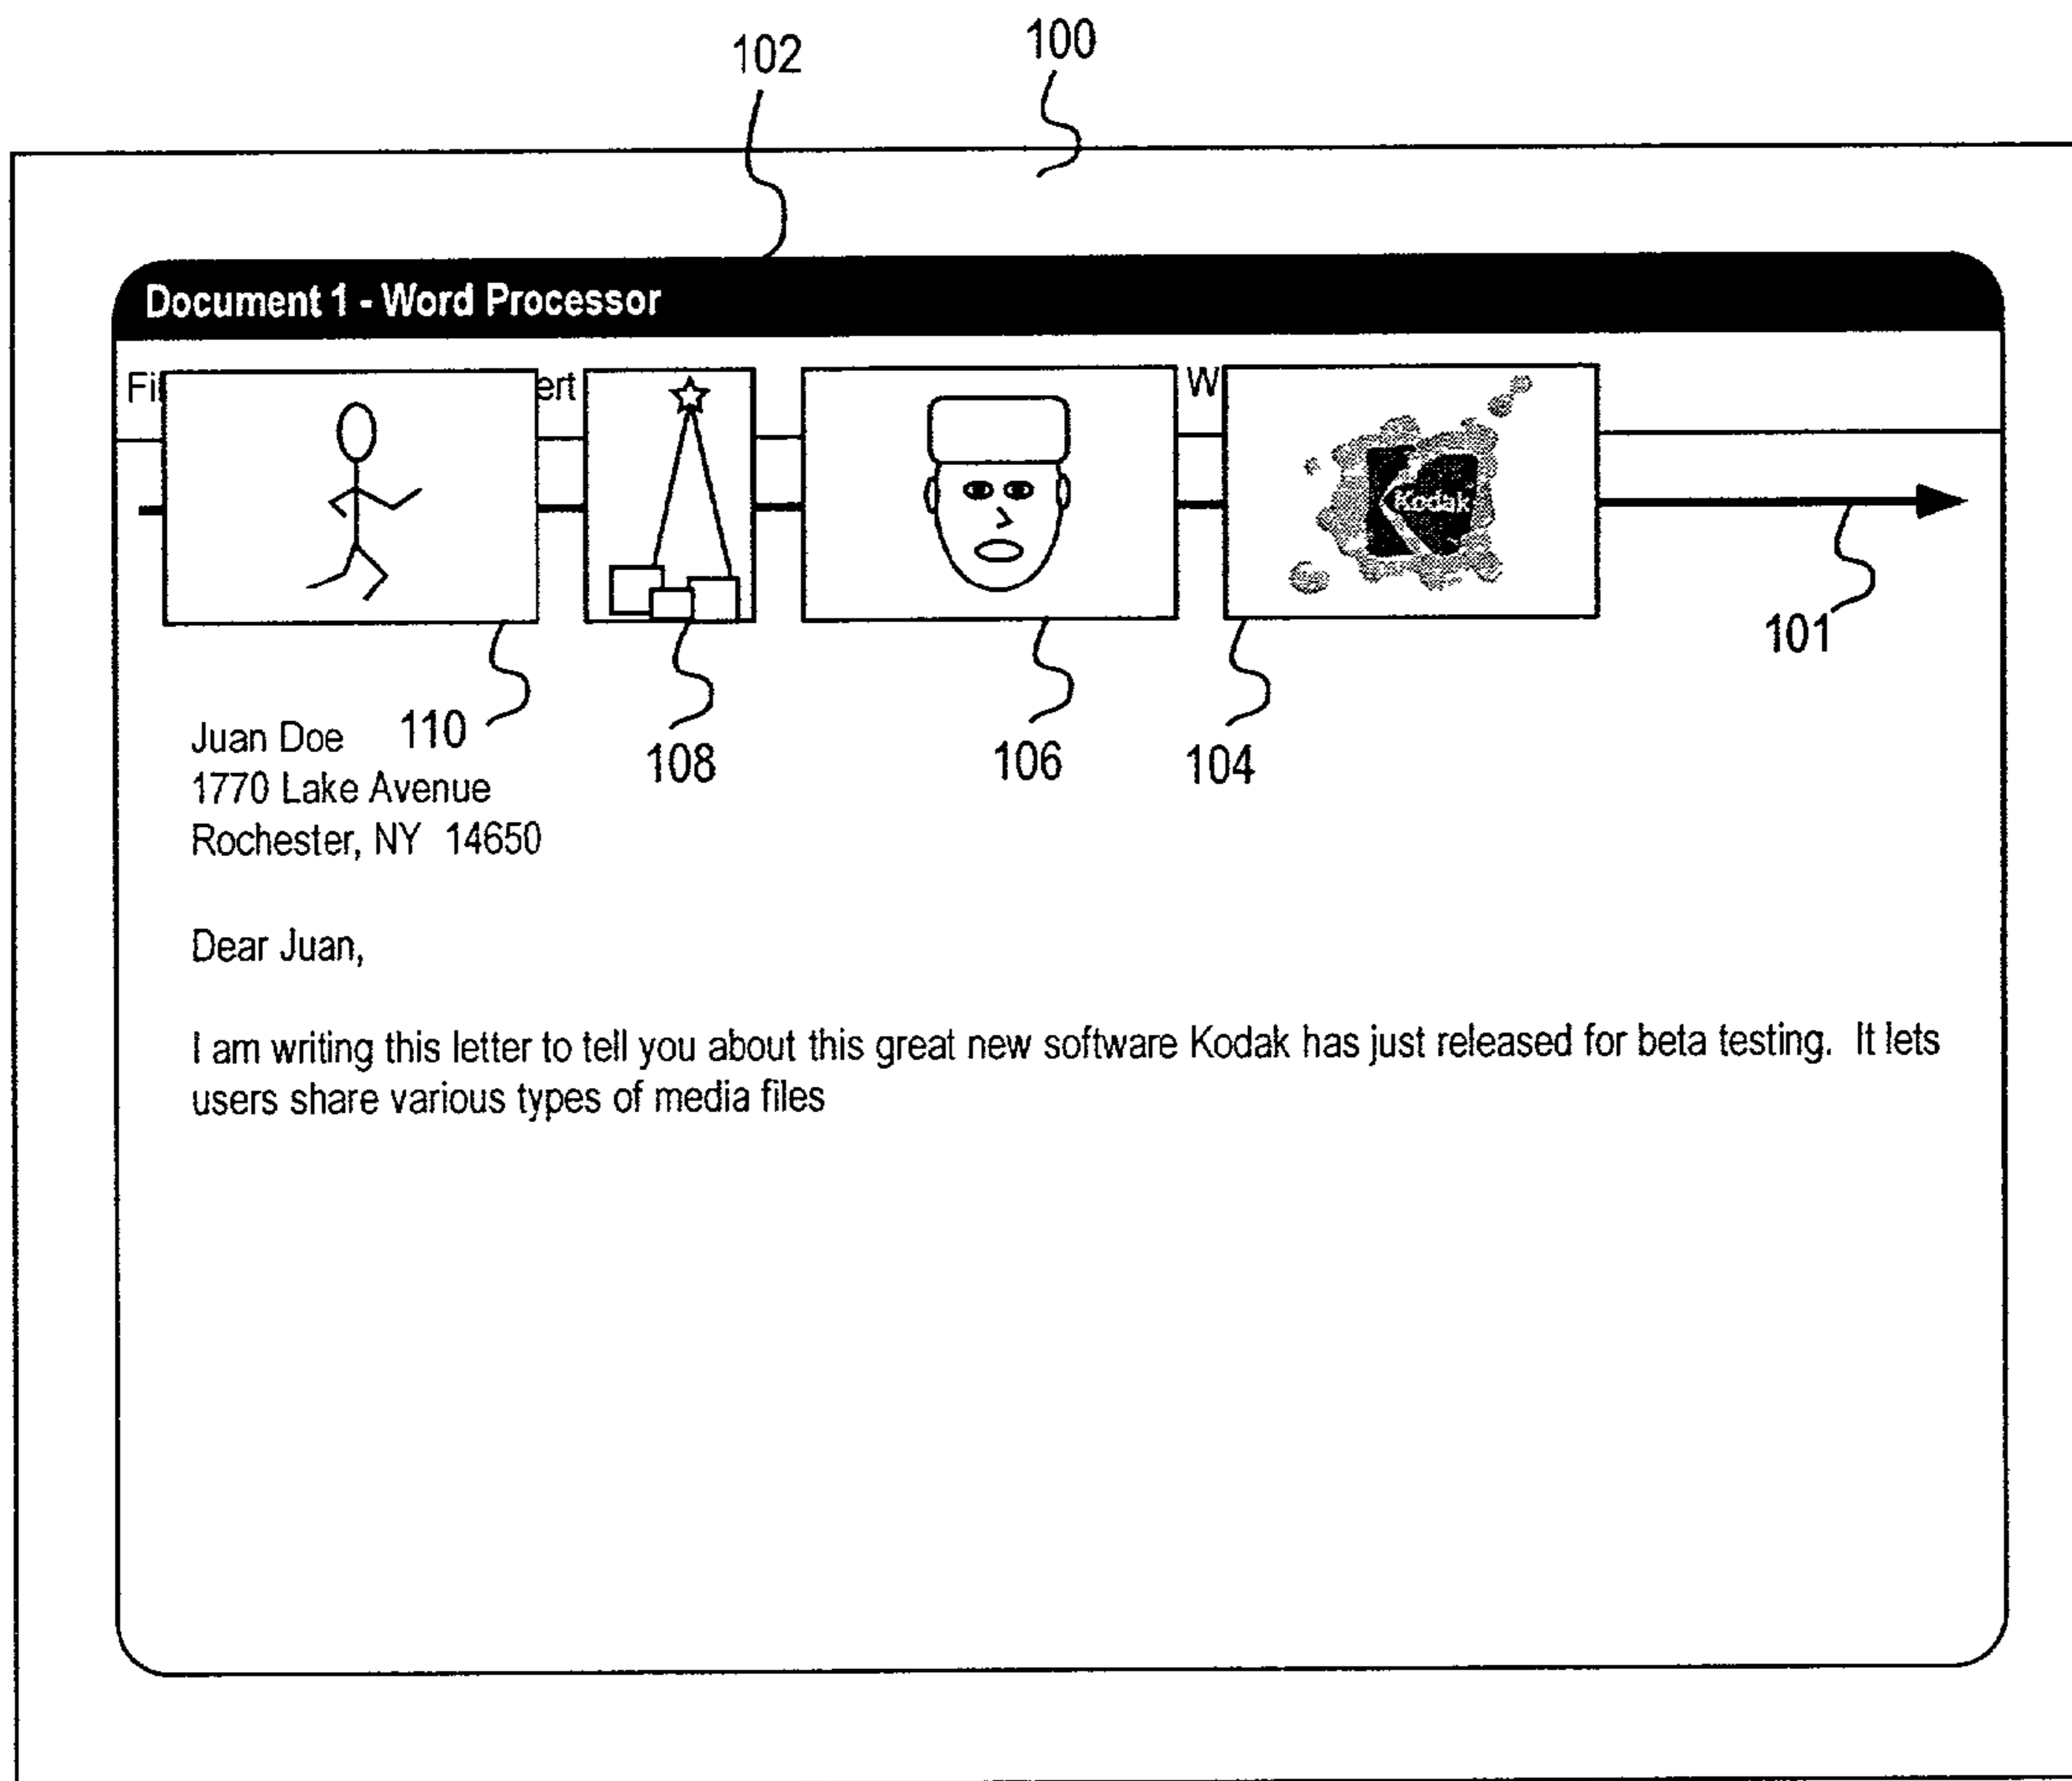 102 100
Document 1 - Word Processor
Fi ert W
Kodak
101
110 108 106 104
Juan Doe
1770 Lake Avenue
Rochester, NY 14650
Dear Juan,
I am writing this letter to tell you about this great new software Kodak has just released for beta testing. It lets
users share various types of media files